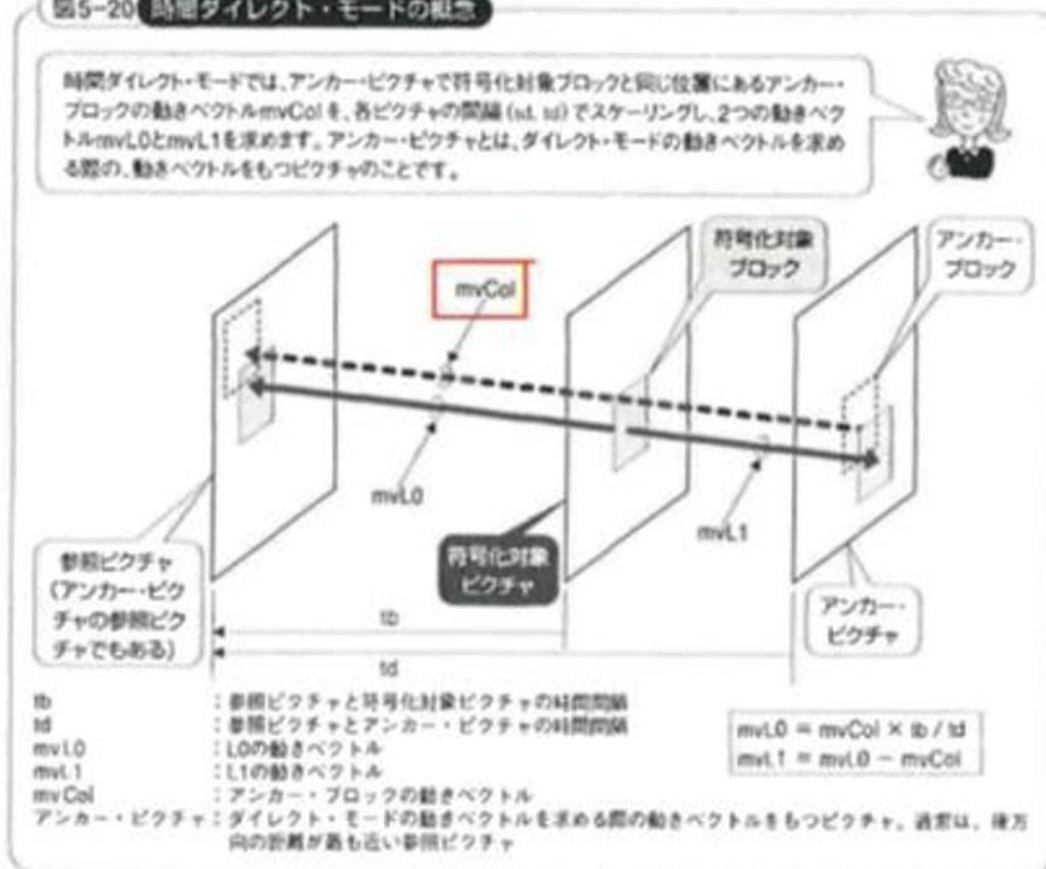 図5-20 時間ダイレクト・モードの概念
時間ダイレクト・モードでは、アンカー・ピクチャで符号化対象ブロックと同じ位置にあるアンカー・
ブロックの動きベクトルmvColを、各ピクチャの間隔(td, td)でスケーリングし、2つの動きベク
トルmvL0とmvL1を求めます。アンカー・ピクチャとは、ダイレクト・モードの動きベクトルを求め
る際の、動きベクトルをもつピクチャのことです。
符号化対象
ブロック
アンカー・
ブロック
mvCol
mvL0
mvL1
参照ピクチャ
(アンカー・ピク
チャの参照ピク
チャでもある)
符号化対象
ピクチャ
アンカー・
ピクチャ
tb
td
tb :参照ピクチャと符号化対象ピクチャの時間間隔
td :参照ピクチャとアンカー・ピクチャの時間間隔
mvL0 :L0の動きベクトル
mvL1 :L1の動きベクトル
mvCol :アンカー・ブロックの動きベクトル
アンカー・ピクチャ:ダイレクト・モードの動きベクトルを求める際の動きベクトルをもつピクチャ。通常は、後方
向の距離が最も近い参照ピクチャ
mvL0 = mvCol × tb / td
mvL1 = mvL0 − mvCol